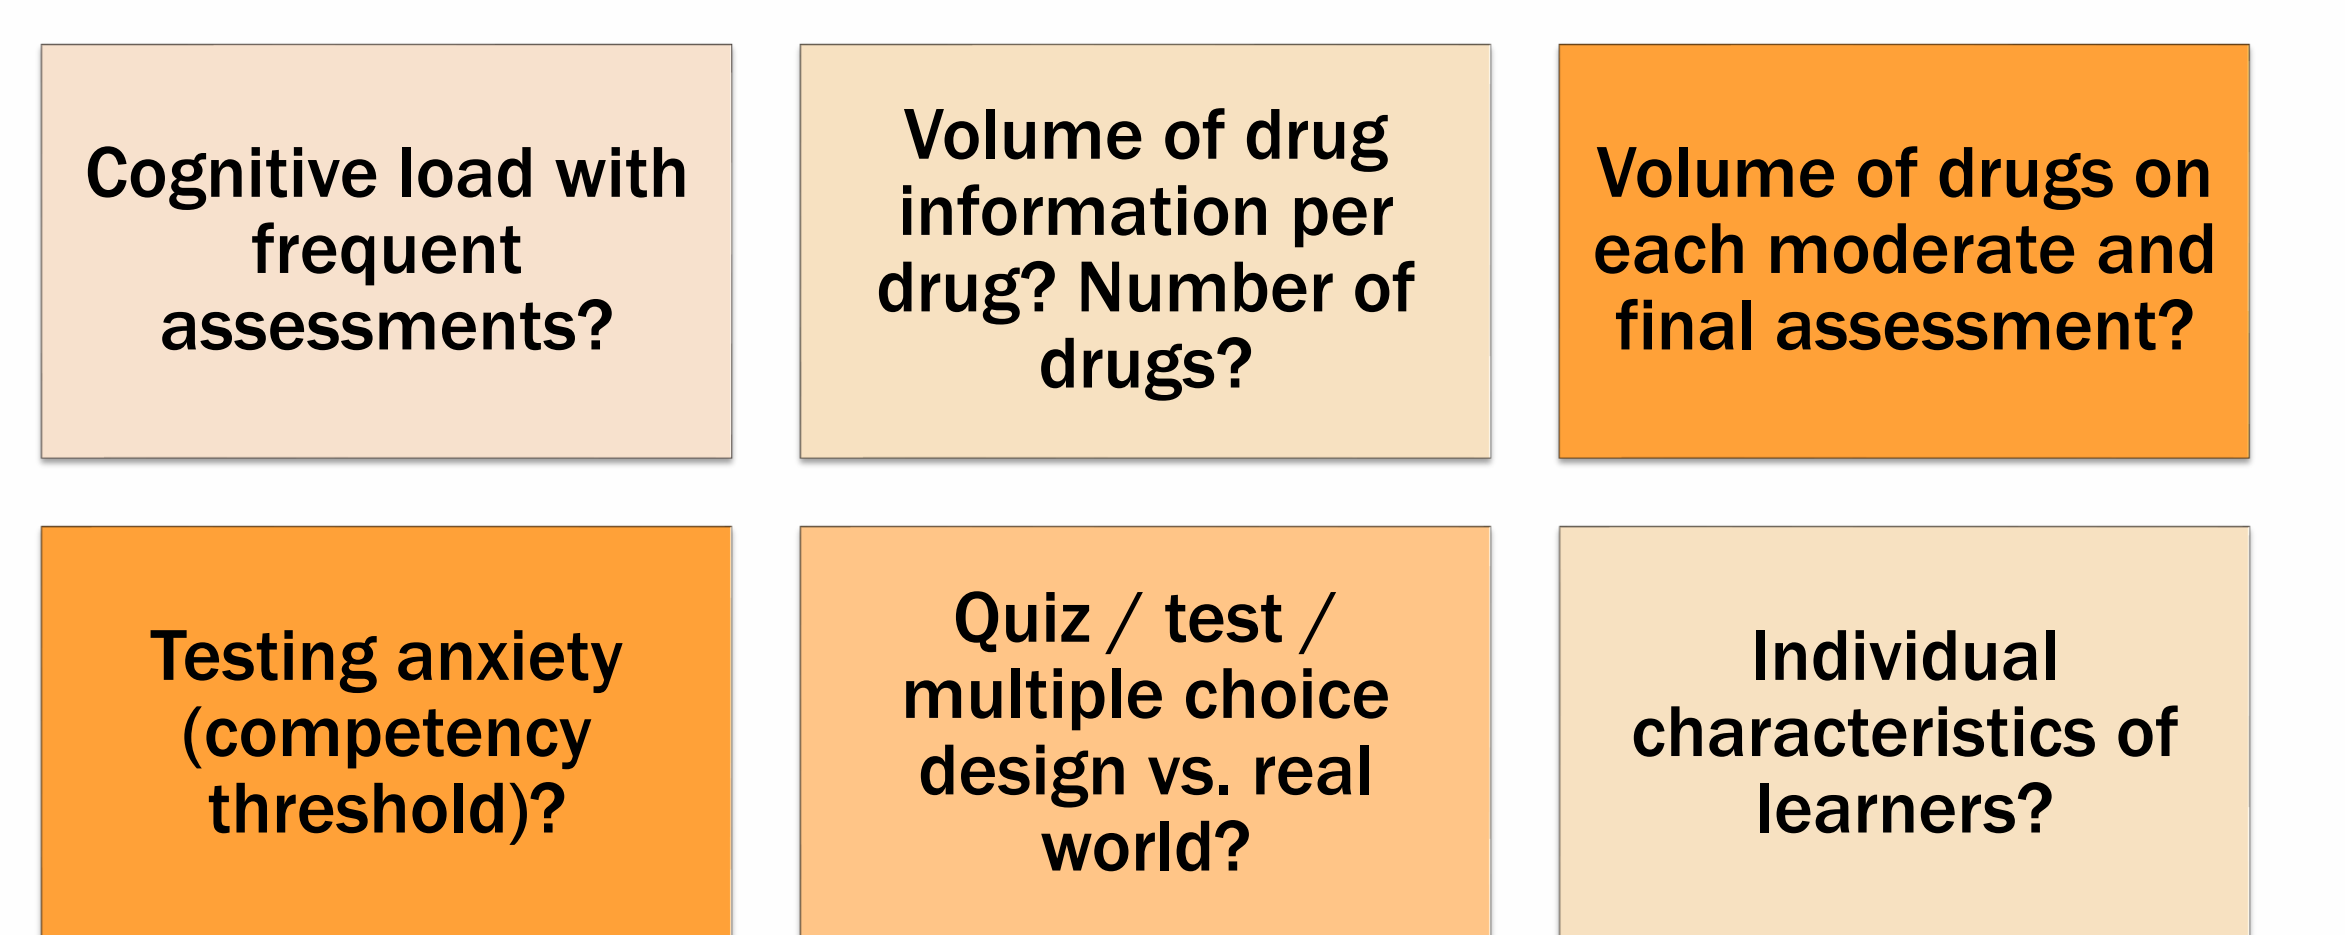 Cognitive load with
frequent
assessments?
Volume of drug
information per
drug? Number of
drugs?
Volume of drugs on
each moderate and
final assessment?
Testing anxiety
(competency
threshold)?
Quiz / test /
multiple choice
design vs. real
world?
Individual
characteristics of
learners?